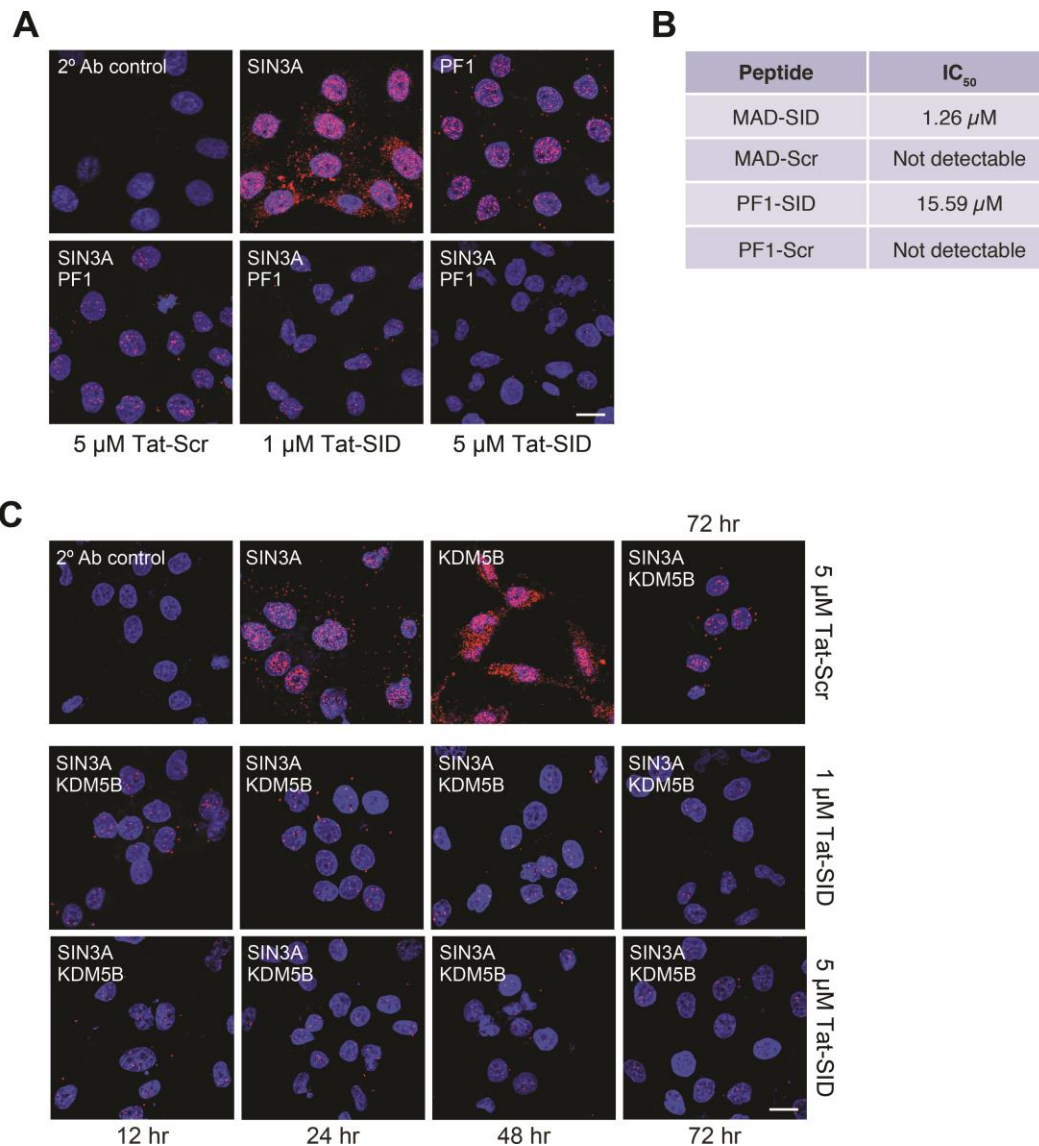 A
2º Ab control
SIN3A
PF1
SIN3A
PF1
SIN3A
PF1
SIN3A
PF1
5 µM Tat-Scr
1 µM Tat-SID
5 µM Tat-SID
B
Peptide
IC50
MAD-SID
1.26 µM
MAD-Scr
Not detectable
PF1-SID
15.59 µM
PF1-Scr
Not detectable
C
72 hr
2º Ab control
SIN3A
KDM5B
SIN3A
KDM5B
5 µM Tat-Scr
SIN3A
KDM5B
SIN3A
KDM5B
SIN3A
KDM5B
SIN3A
KDM5B
1 µM Tat-SID
SIN3A
KDM5B
SIN3A
KDM5B
SIN3A
KDM5B
SIN3A
KDM5B
5 µM Tat-SID
12 hr
24 hr
48 hr
72 hr